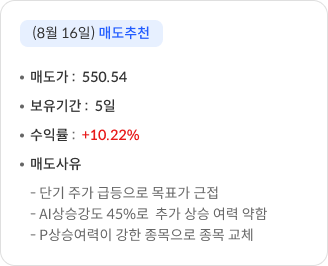 (8월 16일) 매도추천
• 매도가 : 550.54
• 보유기간 : 5일
• 수익률 : +10.22%
• 매도사유
- 단기 주가 급등으로 목표가 근접
- AI상승강도 45%로 추가 상승 여력 약함
- P상승여력이 강한 종목으로 종목 교체